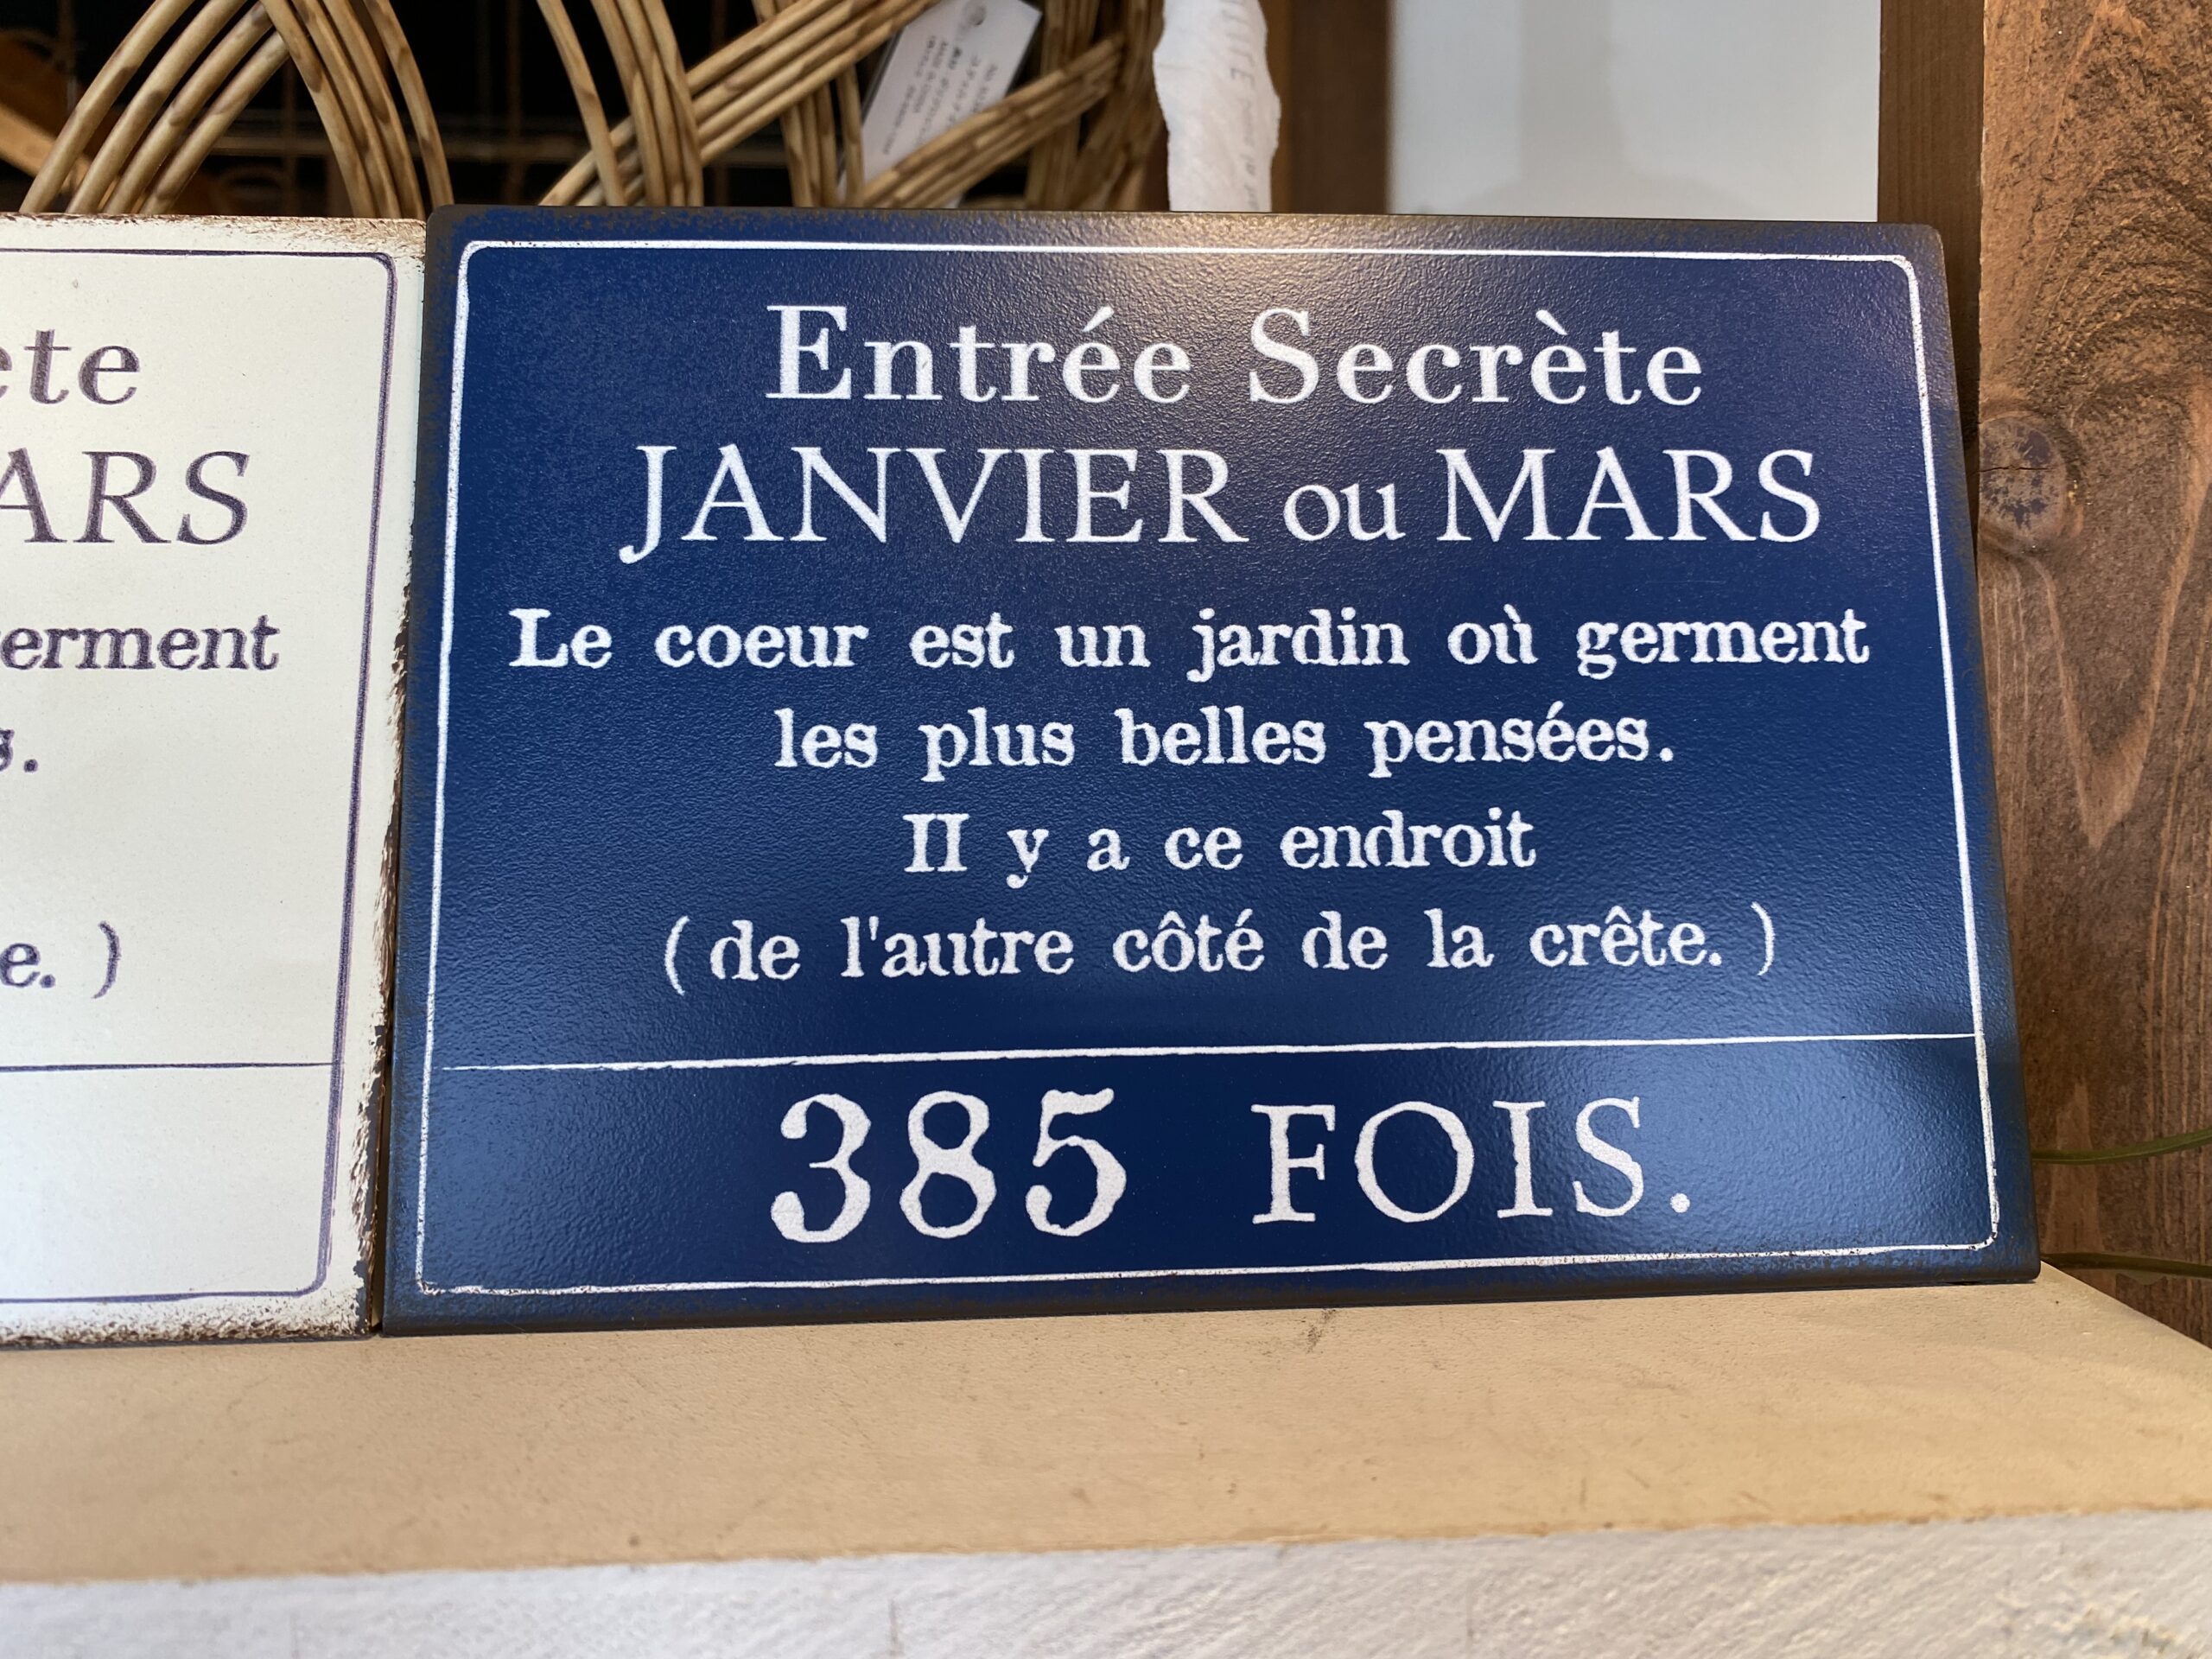 ete
ARS
erment
s.
e. )
Entrée Secrète
JANVIER ou MARS
Le coeur est un jardin où germent
les plus belles pensées.
Il y a ce endroit
( de l'autre côté de la crête. )
385 FOIS.